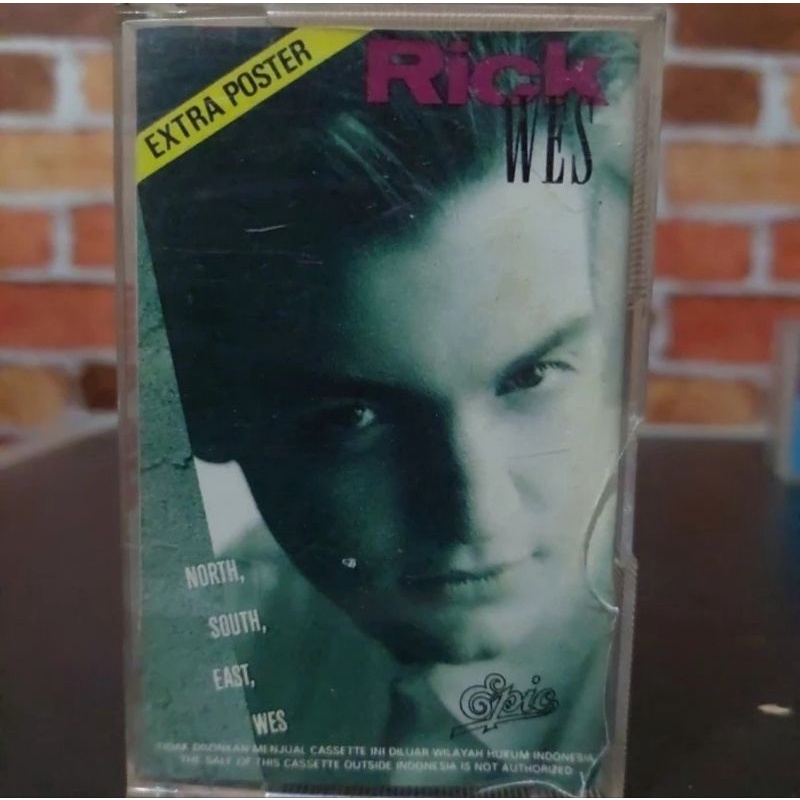 EXTRA POSTER
Rick
WES
NORTH,
SOUTH,
EAST,
WES
Epic
TIDAK DIIZINKAN MENJUAL CASSETTE INI DILUAR WILAYAH HUKUM INDONESIA
THE SALE OF THIS CASSETTE OUTSIDE INDONESIA IS NOT AUTHORIZED